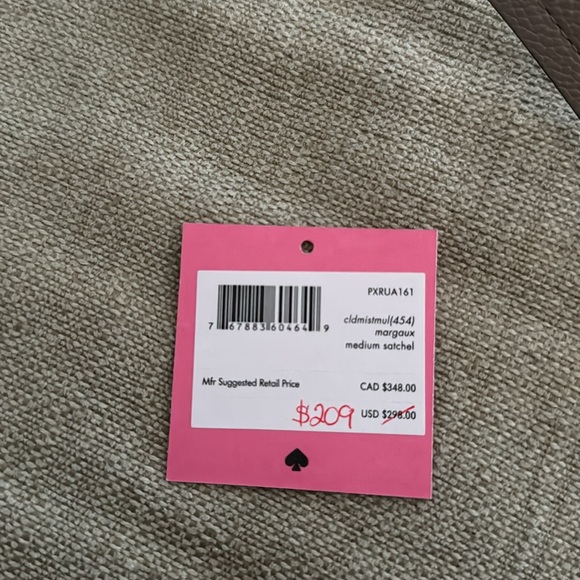 PXRUA161
7 67883 60464 9
cldmistmul(454)
margaux
medium satchel
Mfr Suggested Retail Price CAD $348.00
$209 USD $298.00